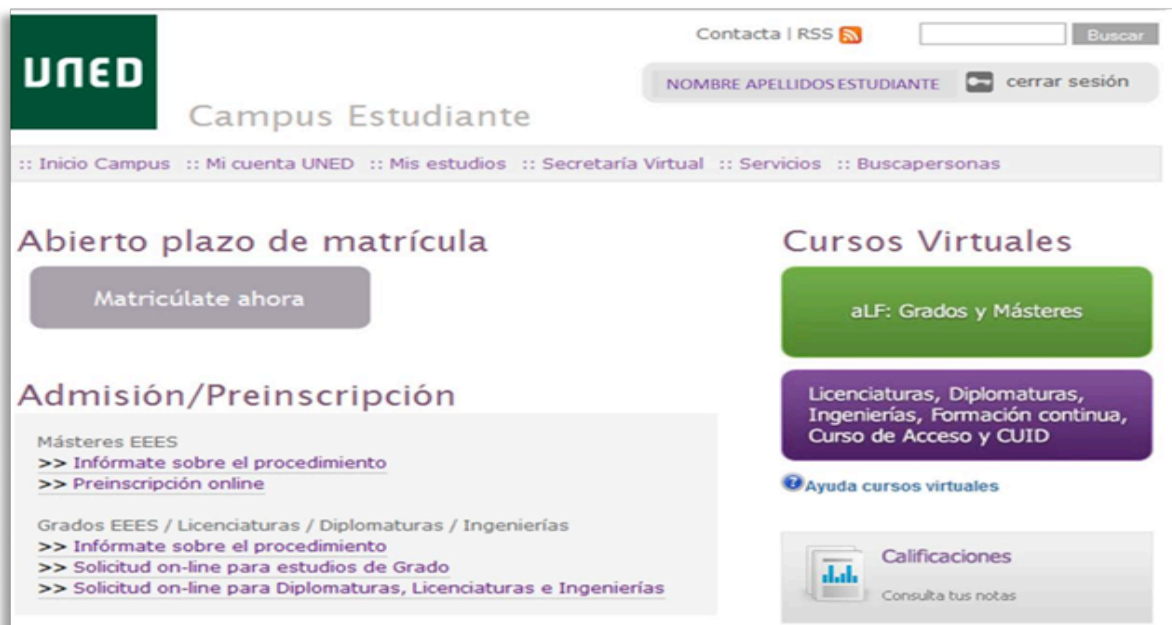 Contacta | RSS
Buscar
UNED
NOMBRE APELLIDOS ESTUDIANTE
cerrar sesión
Campus Estudiante
:: Inicio Campus :: Mi cuenta UNED :: Mis estudios :: Secretaría Virtual :: Servicios :: Buscapersonas
Abierto plazo de matrícula
Matricúlate ahora
Admisión/Preinscripción
Másteres EEES
>> Infórmate sobre el procedimiento
>> Preinscripción online
Grados EEES / Licenciaturas / Diplomaturas / Ingenierías
>> Infórmate sobre el procedimiento
>> Solicitud on-line para estudios de Grado
>> Solicitud on-line para Diplomaturas, Licenciaturas e Ingenierías
Cursos Virtuales
aLF: Grados y Másteres
Licenciaturas, Diplomaturas,
Ingenierías, Formación continua,
Curso de Acceso y CUID
?Ayuda cursos virtuales
Calificaciones
Consulta tus notas